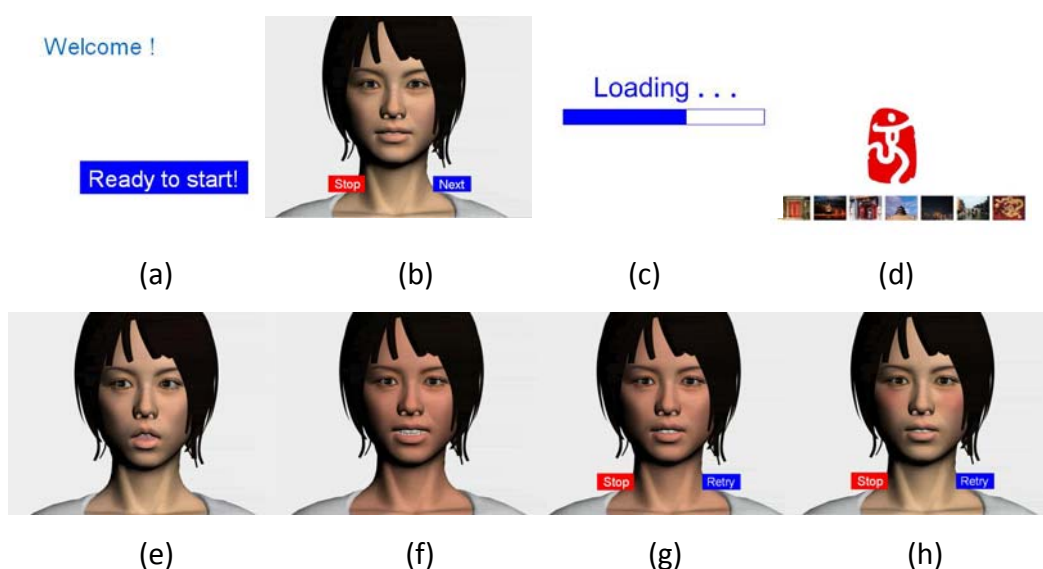 Welcome !
Ready to start!
Stop
Next
Loading . . .
(a)
(b)
(c)
(d)
Stop
Retry
Stop
Retry
(e)
(f)
(g)
(h)